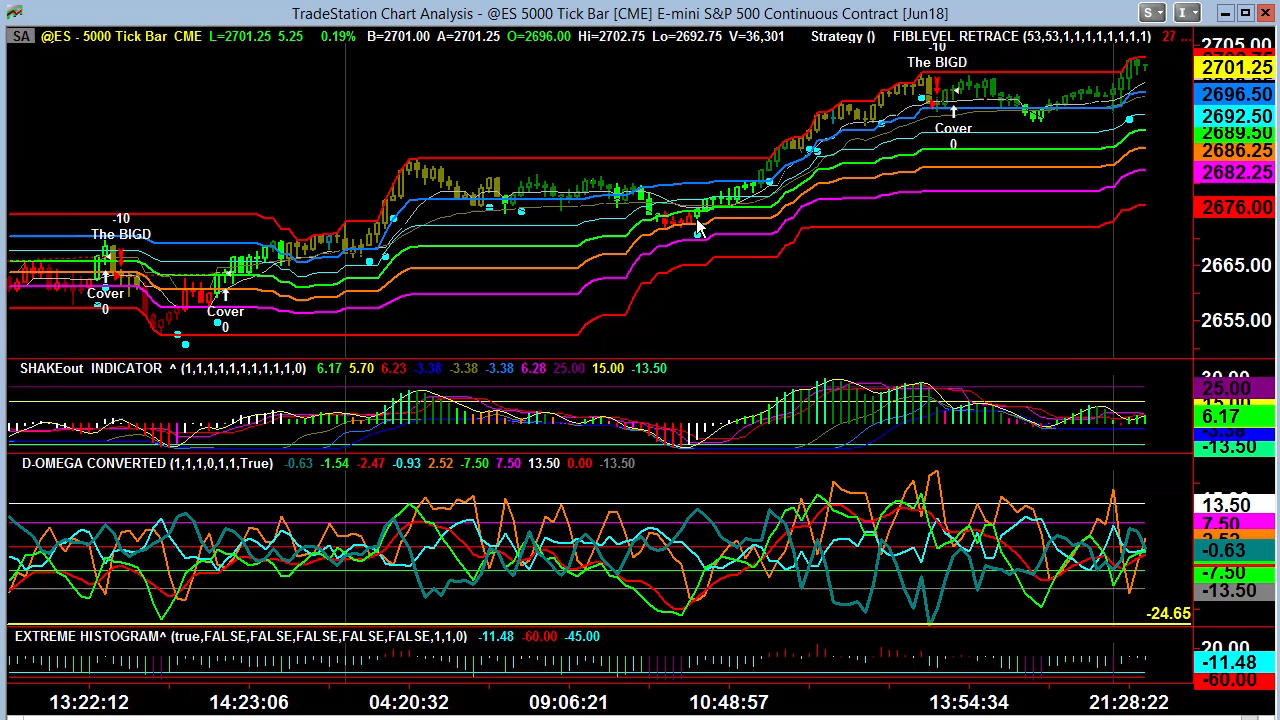 TradeStation Chart Analysis - @ES 5000 Tick Bar [CME] E-mini S&P 500 Continuous Contract [Jun18]
S I
SA @ES - 5000 Tick Bar CME L=2701.25 5.25 0.19% B=2701.00 A=2701.25 O=2696.00 Hi=2702.75 Lo=2692.75 V=36,301 Strategy () FIBLEVEL RETRACE (53,53,1,1,1,1,1,1,1,1) 27 ...
2705.00
-10
The BIGD
2701.25
2696.50
2692.50
Cover
0
2689.50
2686.25
2682.25
2676.00
-10
The BIGD
2665.00
Cover
0
Cover
0
2655.00
SHAKEout INDICATOR ^ (1,1,1,1,1,1,1,1,1,1,0) 6.17 5.70 6.23 -3.38 -3.38 -3.38 6.28 25.00 15.00 -13.50
25.00
6.17
-13.50
D-OMEGA CONVERTED (1,1,1,0,1,1,True) -0.63 -1.54 -2.47 -0.93 2.52 -7.50 7.50 13.50 0.00 -13.50
13.50
7.50
-0.63
-7.50
-13.50
-24.65
EXTREME HISTOGRAM^ (true,FALSE,FALSE,FALSE,FALSE,FALSE,1,1,0) -11.48 -60.00 -45.00
20.00
-11.48
-60.00
13:22:12 14:23:06 04:20:32 09:06:21 10:48:57 13:54:34 21:28:22